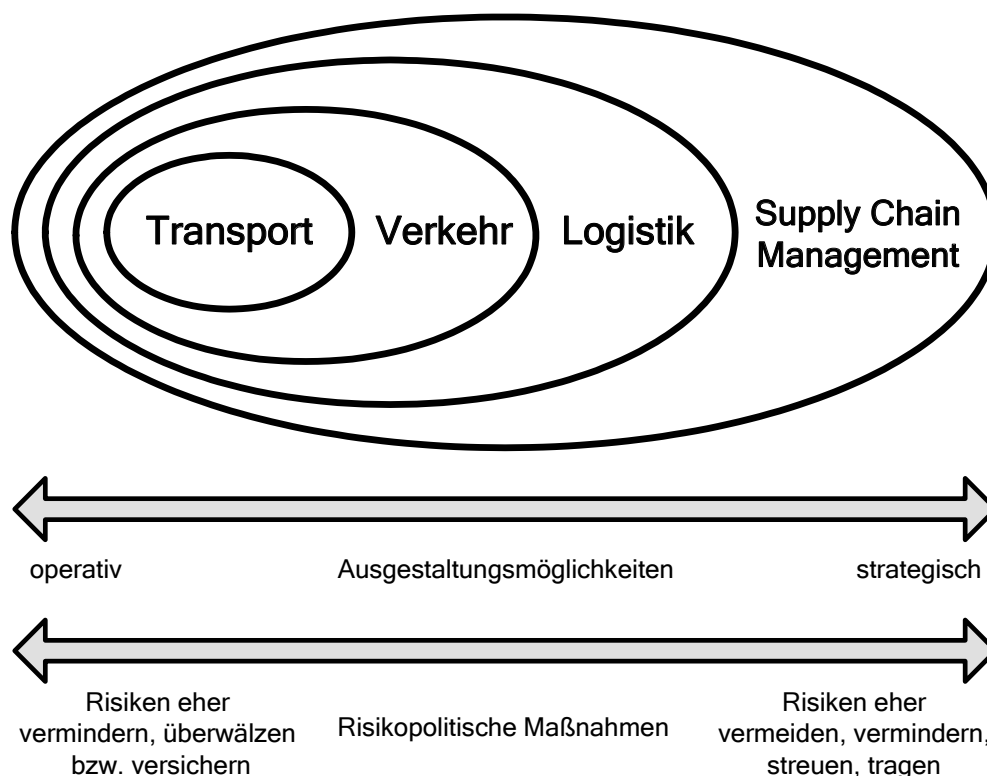 Transport
Verkehr
Logistik
Supply Chain
Management
operativ
Ausgestaltungsmöglichkeiten
strategisch
Risiken eher
vermindern, überwälzen
bzw. versichern
Risikopolitische Maßnahmen
Risiken eher
vermeiden, vermindern,
streuen, tragen